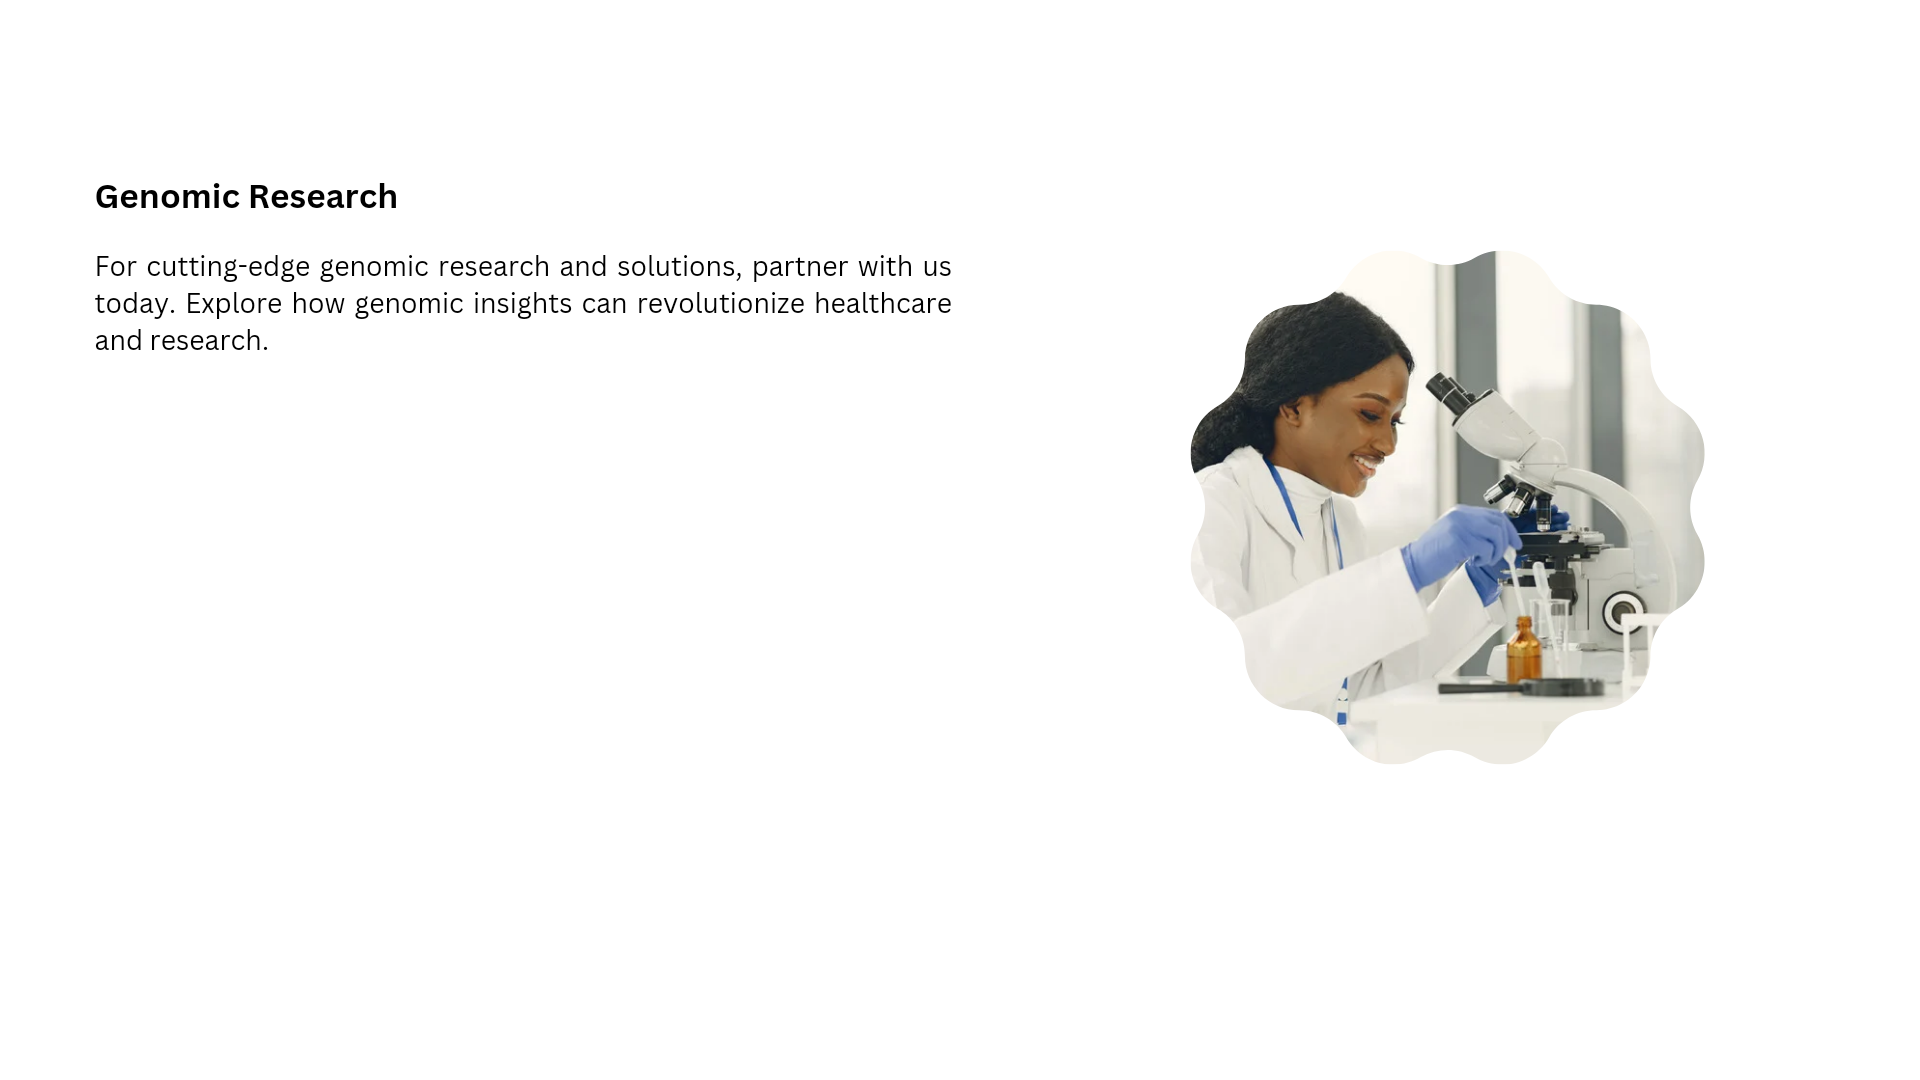 Genomic Research
For cutting-edge genomic research and solutions, partner with us
today. Explore how genomic insights can revolutionize healthcare
and research.